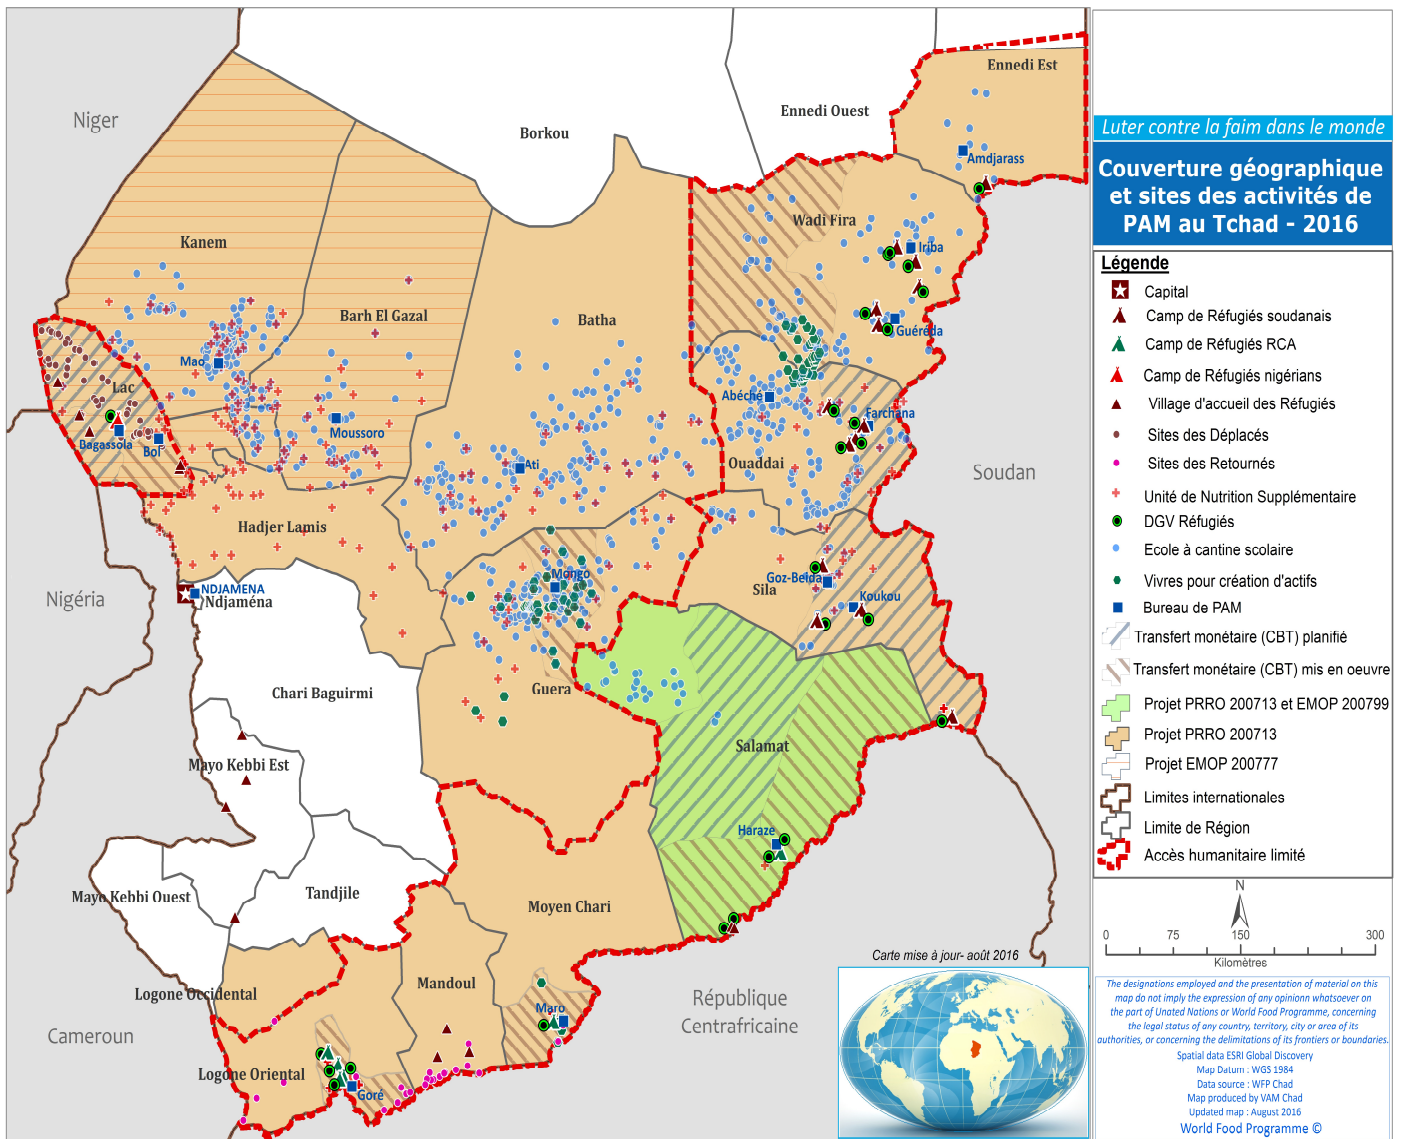 Niger
Borkou
Ennedi Ouest
Ennedi Est
Amdjarass
Kanem
Wadi Fira
Iriba
Barh El Gazal
Batha
Guéréda
Mao
Lac
Abéché
Farchana
Moussoro
Bagassola
Bol
Ati
Ouaddai
Soudan
Hadjer Lamis
Mongo
Goz-Beida
Sila
Koukou
NDJAMENA
Ndjaména
Nigéria
Chari Baguirmi
Guera
Salamat
Mayo Kebbi Est
Haraze
Mayo Kebbi Ouest
Tandjile
Moyen Chari
Mandoul
Logone Occidental
Maro
République
Centrafricaine
Cameroun
Logone Oriental
Goré
Carte mise à jour- août 2016
Luter contre la faim dans le monde
Couverture géographique
et sites des activités de
PAM au Tchad - 2016
Légende
Capital
Camp de Réfugiés soudanais
Camp de Réfugiés RCA
Camp de Réfugiés nigérians
Village d'accueil des Réfugiés
Sites des Déplacés
Sites des Retournés
Unité de Nutrition Supplémentaire
DGV Réfugiés
Ecole à cantine scolaire
Vivres pour création d'actifs
Bureau de PAM
Transfert monétaire (CBT) planifié
Transfert monétaire (CBT) mis en oeuvre
Projet PRRO 200713 et EMOP 200799
Projet PRRO 200713
Projet EMOP 200777
Limites internationales
Limite de Région
Accès humanitaire limité
N
0 75 150 300
Kilomètres
The designations employed and the presentation of material on this
map do not imply the expression of any opinionn whatsoever on
the part of Unated Nations or World Food Programme, concerning
the legal status of any country, territory, city or area of its
authorities, or concerning the delimitations of its frontiers or boundaries.
Spatial data ESRI Global Discovery
Map Datum : WGS 1984
Data source : WFP Chad
Map produced by VAM Chad
Updated map : August 2016
World Food Programme ©